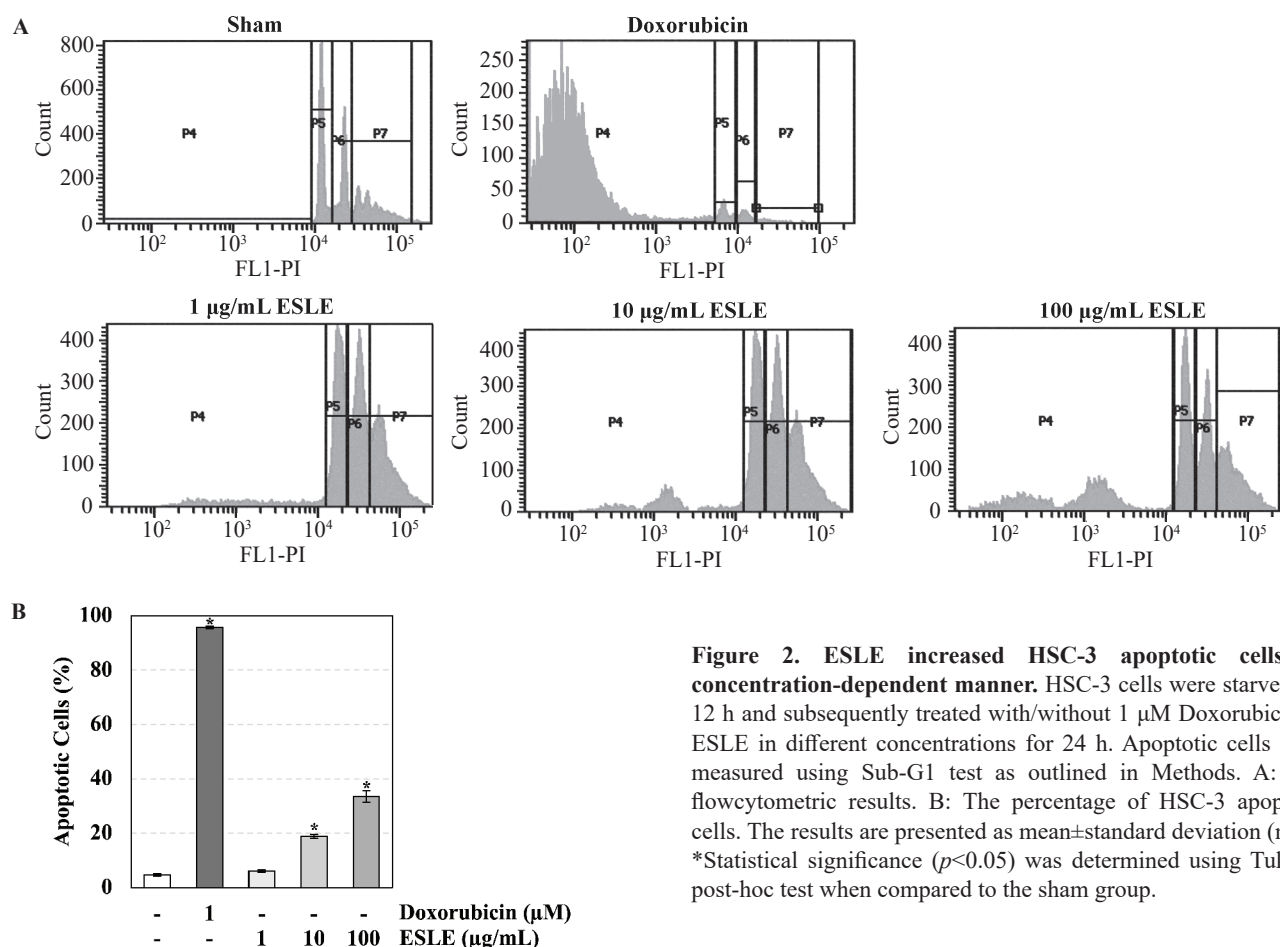 A
Sham
Doxorubicin
800
600
400
200
0
Count
P4
P5
P6
P7
10²
10³
10⁴
10⁵
FL1-PI
250
200
150
100
50
0
Count
P4
P5
P6
P7
10²
10³
10⁴
10⁵
FL1-PI
1 μg/mL ESLE
10 μg/mL ESLE
100 μg/mL ESLE
400
300
200
100
0
Count
P4
P5
P6
P7
10²
10³
10⁴
10⁵
FL1-PI
400
300
200
100
0
Count
P4
P5
P6
P7
10²
10³
10⁴
10⁵
FL1-PI
400
300
200
100
0
Count
P4
P5
P6
P7
10²
10³
10⁴
10⁵
FL1-PI
B
100
80
60
40
20
0
Apoptotic Cells (%)
* * *
- 1 - - - Doxorubicin (μM)
- - 1 10 100 ESLE (μg/mL)
Figure 2. ESLE increased HSC-3 apoptotic cells
concentration-dependent manner. HSC-3 cells were starve
12 h and subsequently treated with/without 1 μM Doxorubic
ESLE in different concentrations for 24 h. Apoptotic cells
measured using Sub-G1 test as outlined in Methods. A:
flowcytometric results. B: The percentage of HSC-3 apop
cells. The results are presented as mean±standard deviation (
*Statistical significance (p<0.05) was determined using Tu
post-hoc test when compared to the sham group.